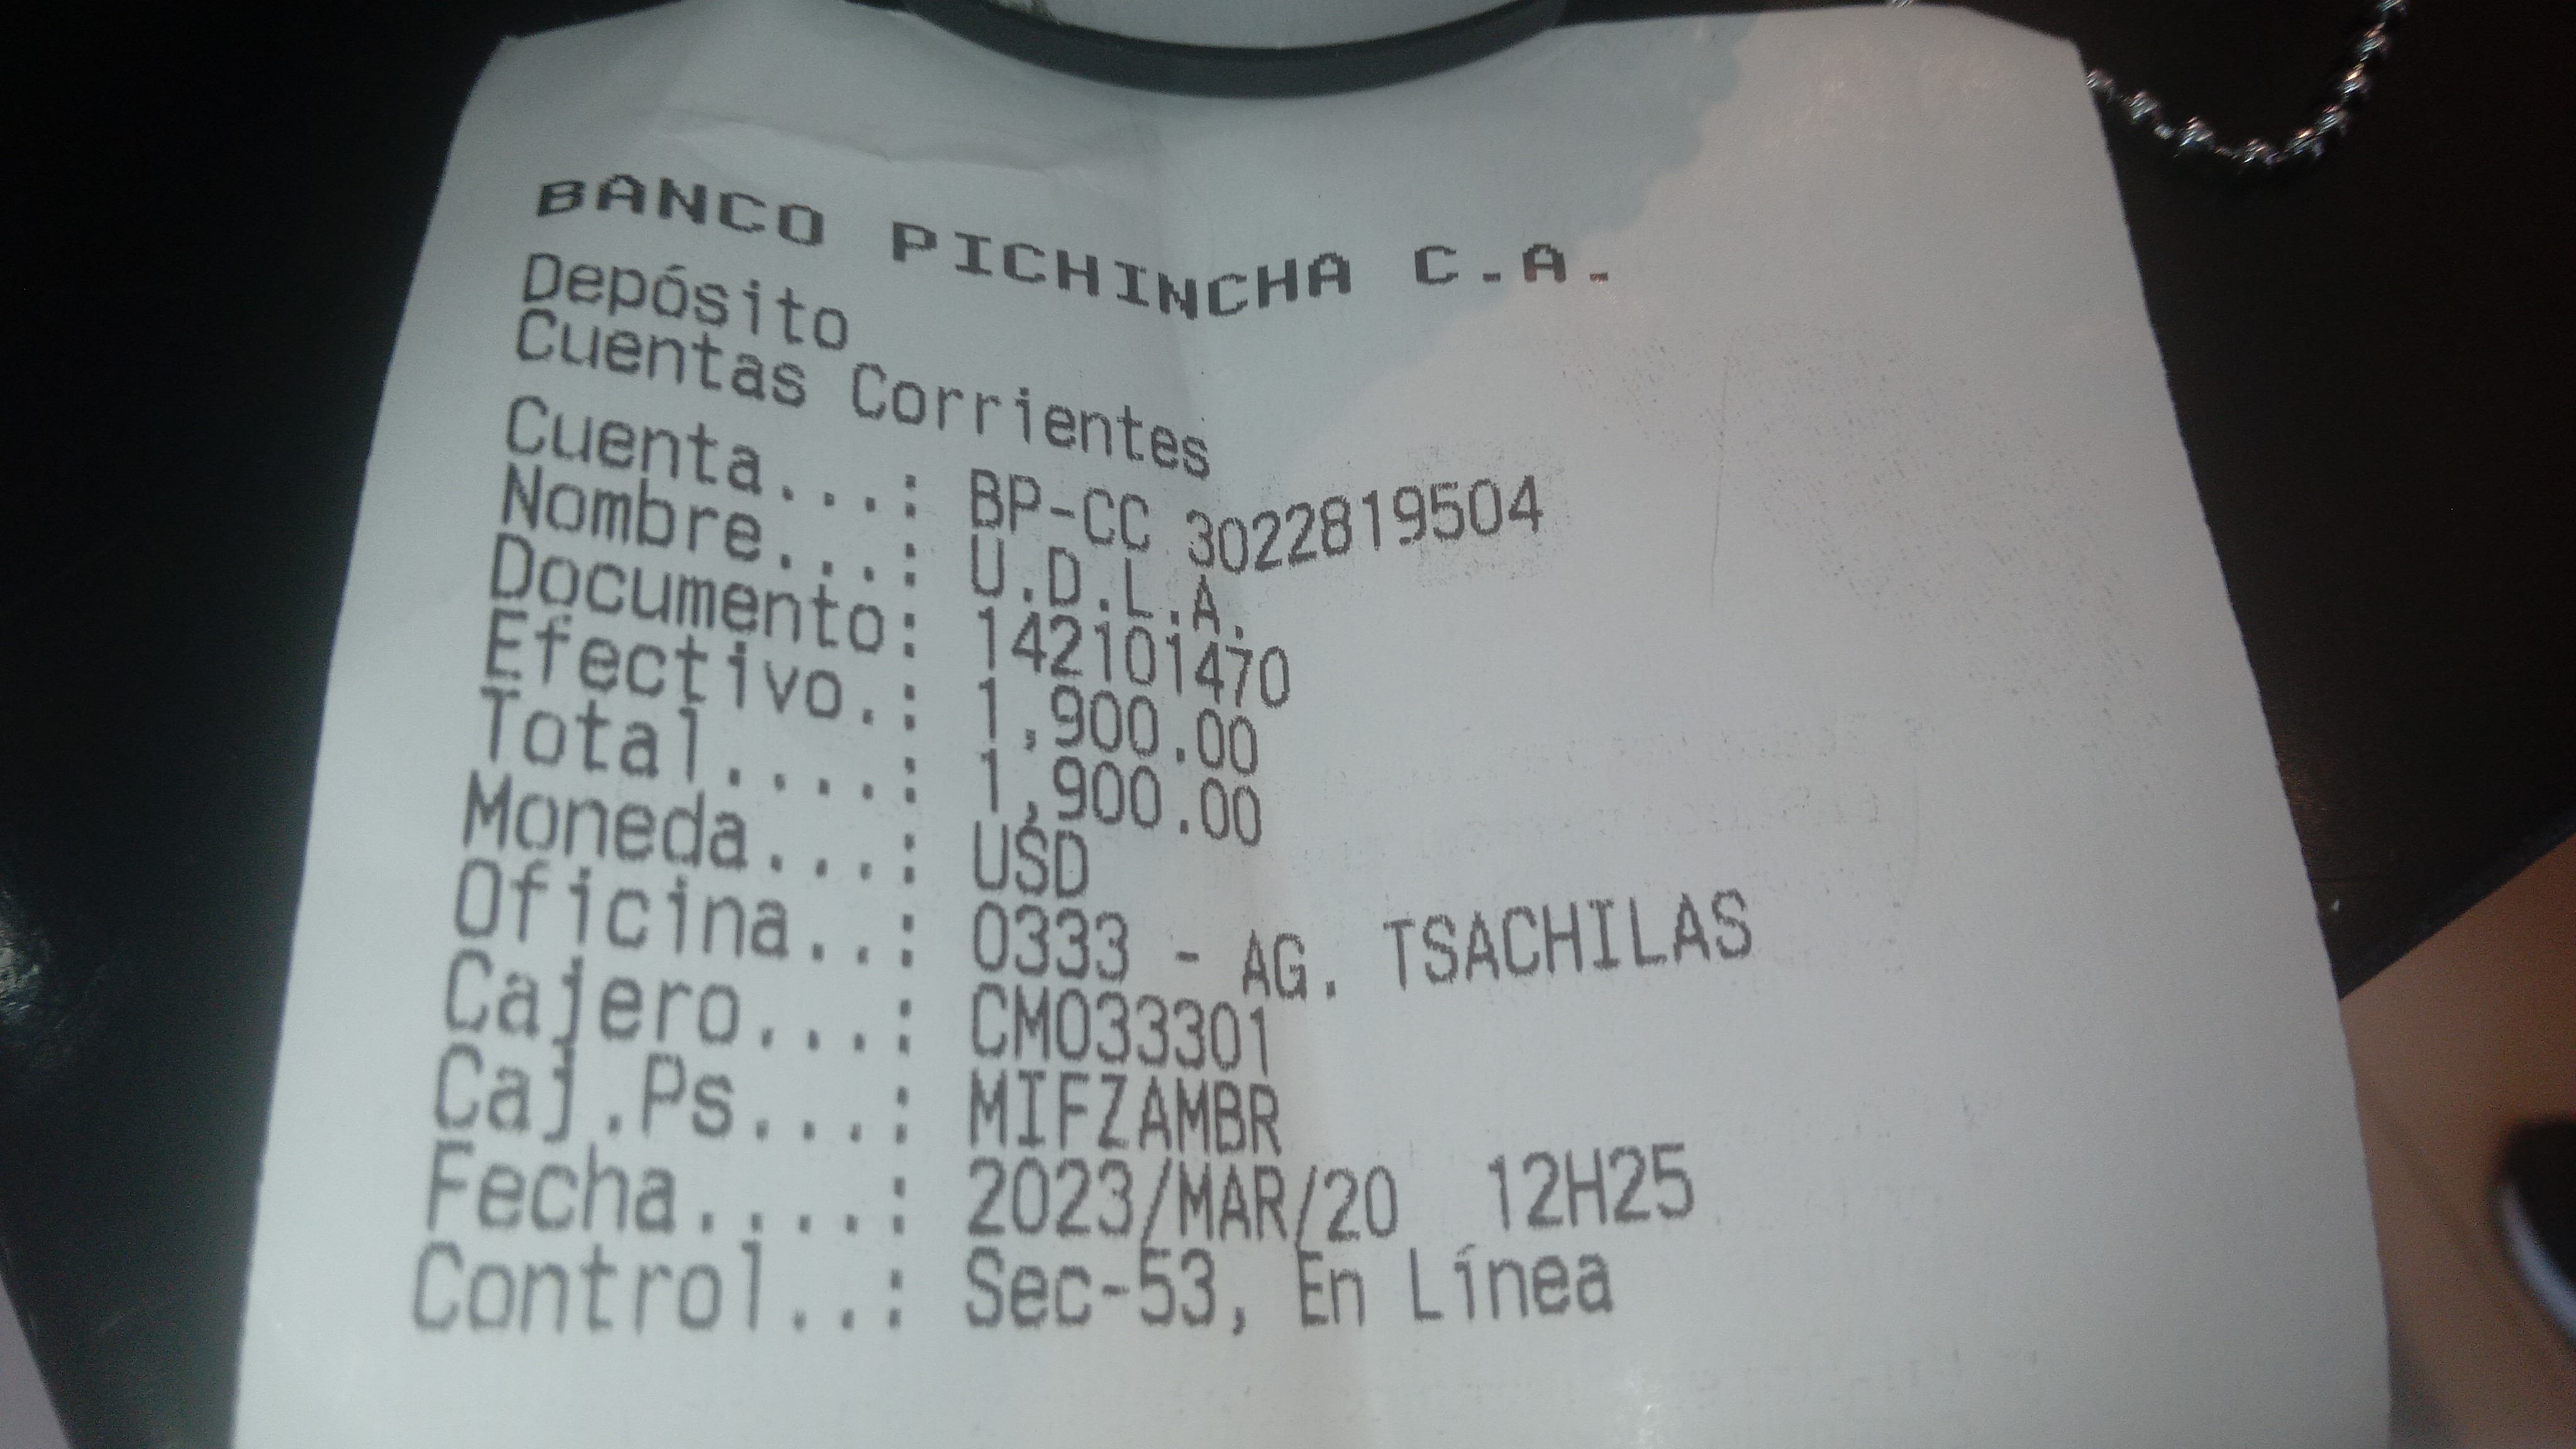 BANCO PICHINCHA C.A.
Depósito
Cuentas Corrientes
Cuenta...: BP-CC 3022819504
Nombre...: U.D.L.A.
Documento: 142101470
Efectivo.: 1,900.00
Total....: 1,900.00
Moneda...: USD
Oficina..: 0333 - AG. TSACHILAS
Cajero...: CM033301
Caj.Ps...: MIFZAMBR
Fecha....: 2023/MAR/20 12H25
Control..: Sec-53, En Línea